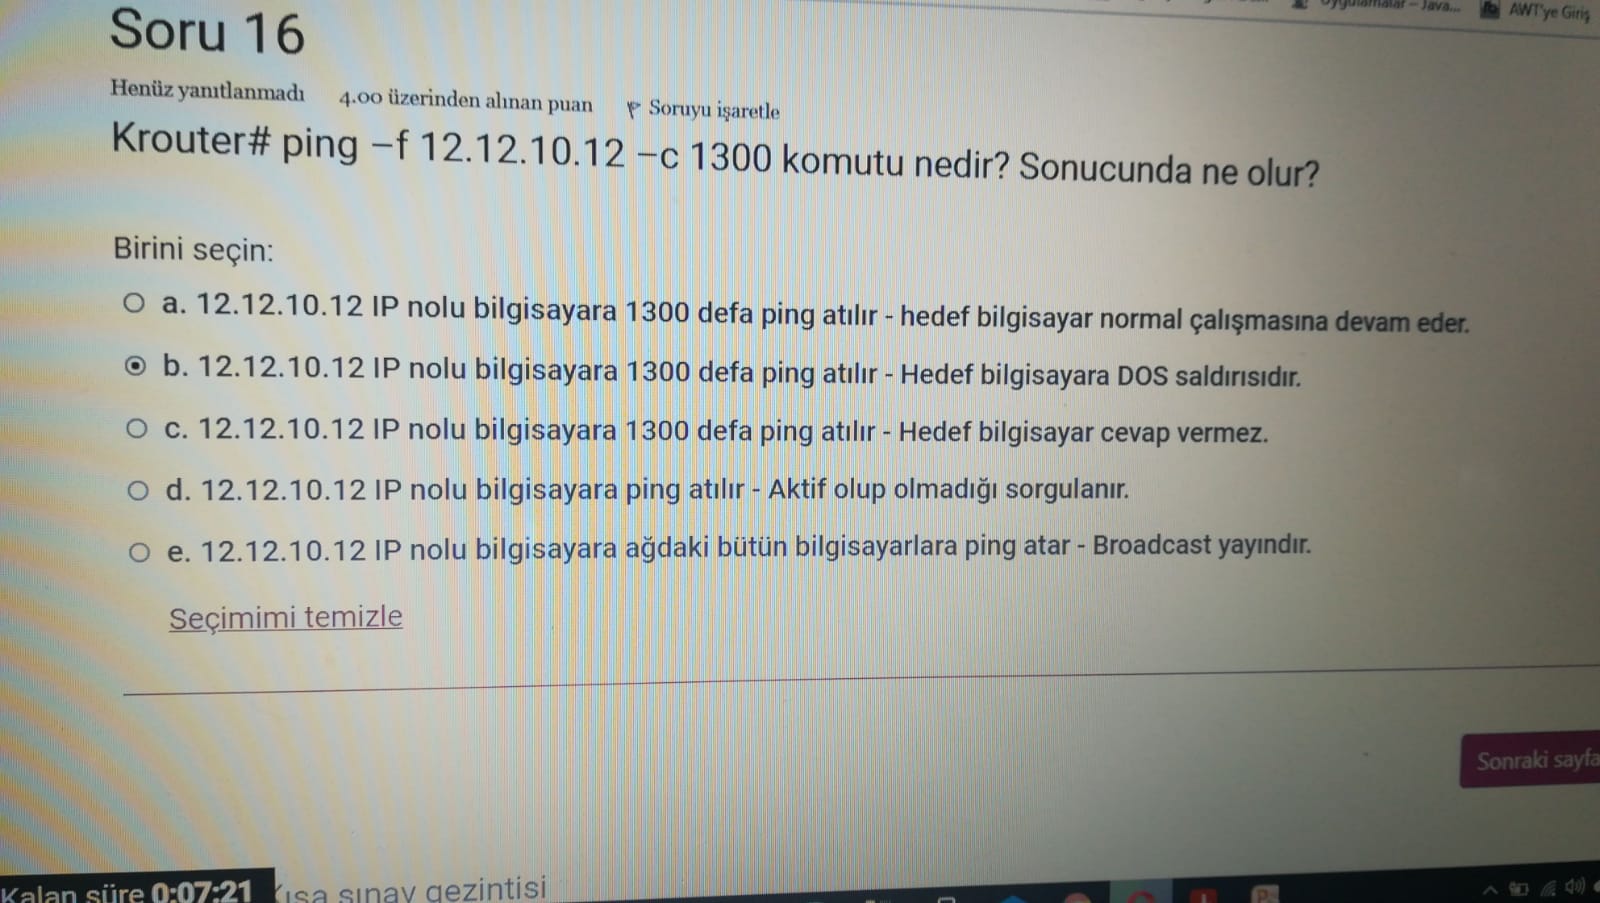 AWT'ye Giriş
Soru 16
Henüz yanıtlanmadı 4.00 üzerinden alınan puan Soruyu işaretle
Krouter# ping –f 12.12.10.12 –c 1300 komutu nedir? Sonucunda ne olur?
Birini seçin:
a. 12.12.10.12 IP nolu bilgisayara 1300 defa ping atılır - hedef bilgisayar normal çalışmasına devam eder.
b. 12.12.10.12 IP nolu bilgisayara 1300 defa ping atılır - Hedef bilgisayara DOS saldırısıdır.
c. 12.12.10.12 IP nolu bilgisayara 1300 defa ping atılır - Hedef bilgisayar cevap vermez.
d. 12.12.10.12 IP nolu bilgisayara ping atılır - Aktif olup olmadığı sorgulanır.
e. 12.12.10.12 IP nolu bilgisayara ağdaki bütün bilgisayarlara ping atar - Broadcast yayındır.
Seçimimi temizle
Sonraki sayfa
Kalan süre 0:07:21 Kısa sınav gezintisi